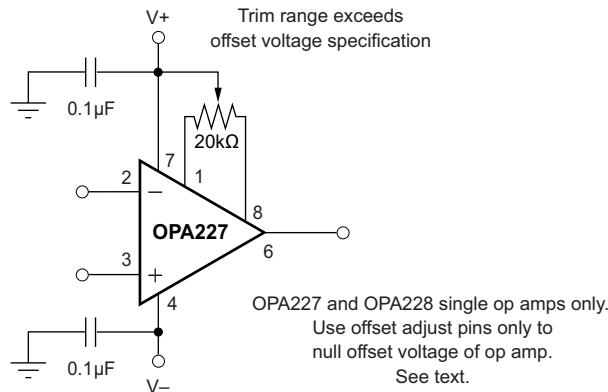 V+
Trim range exceeds
offset voltage specification
0.1µF
20kΩ
7
1
2
−
8
OPA227
6
3
+
4
OPA227 and OPA228 single op amps only.
Use offset adjust pins only to
null offset voltage of op amp.
See text.
0.1µF
V−